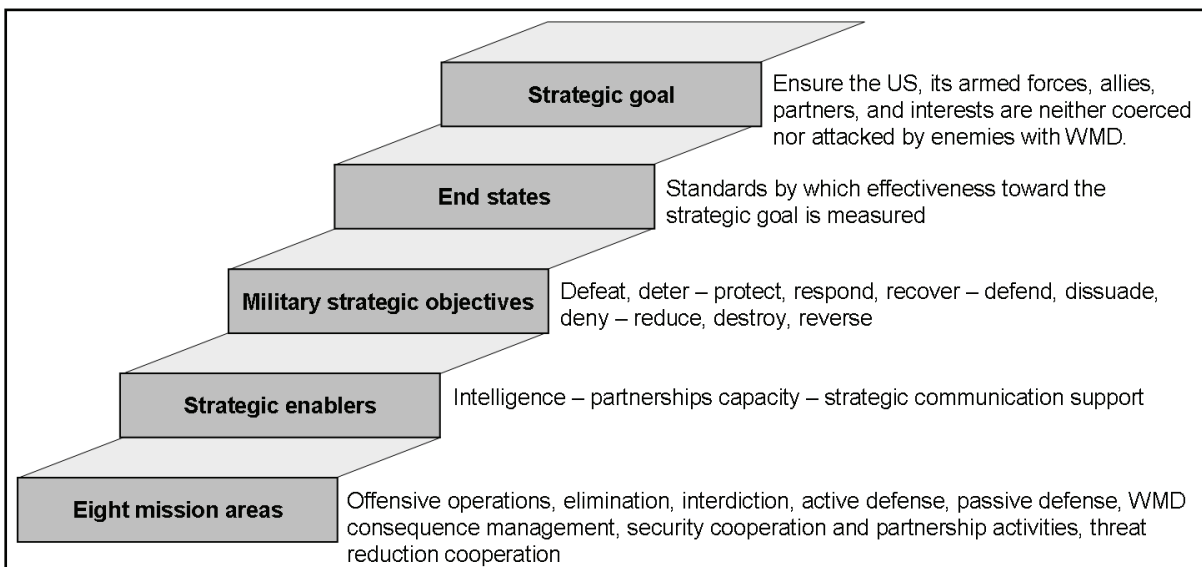 Strategic goal
Ensure the US, its armed forces, allies,
partners, and interests are neither coerced
nor attacked by enemies with WMD.
End states
Standards by which effectiveness toward the
strategic goal is measured
Military strategic objectives
Defeat, deter – protect, respond, recover – defend, dissuade,
deny – reduce, destroy, reverse
Strategic enablers
Intelligence – partnerships capacity – strategic communication support
Eight mission areas
Offensive operations, elimination, interdiction, active defense, passive defense, WMD
consequence management, security cooperation and partnership activities, threat
reduction cooperation